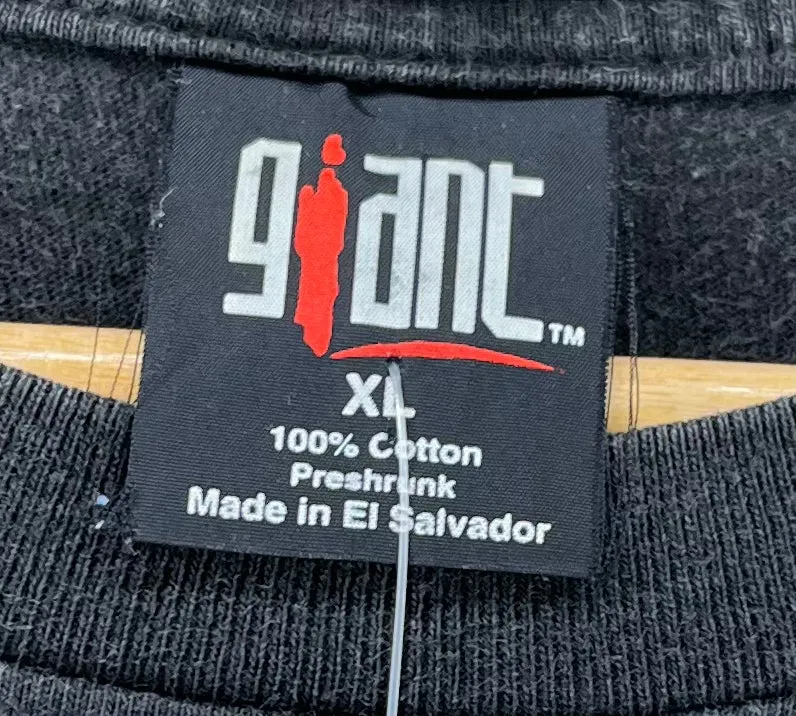 giant™
XL
100% Cotton
Preshrunk
Made in El Salvador